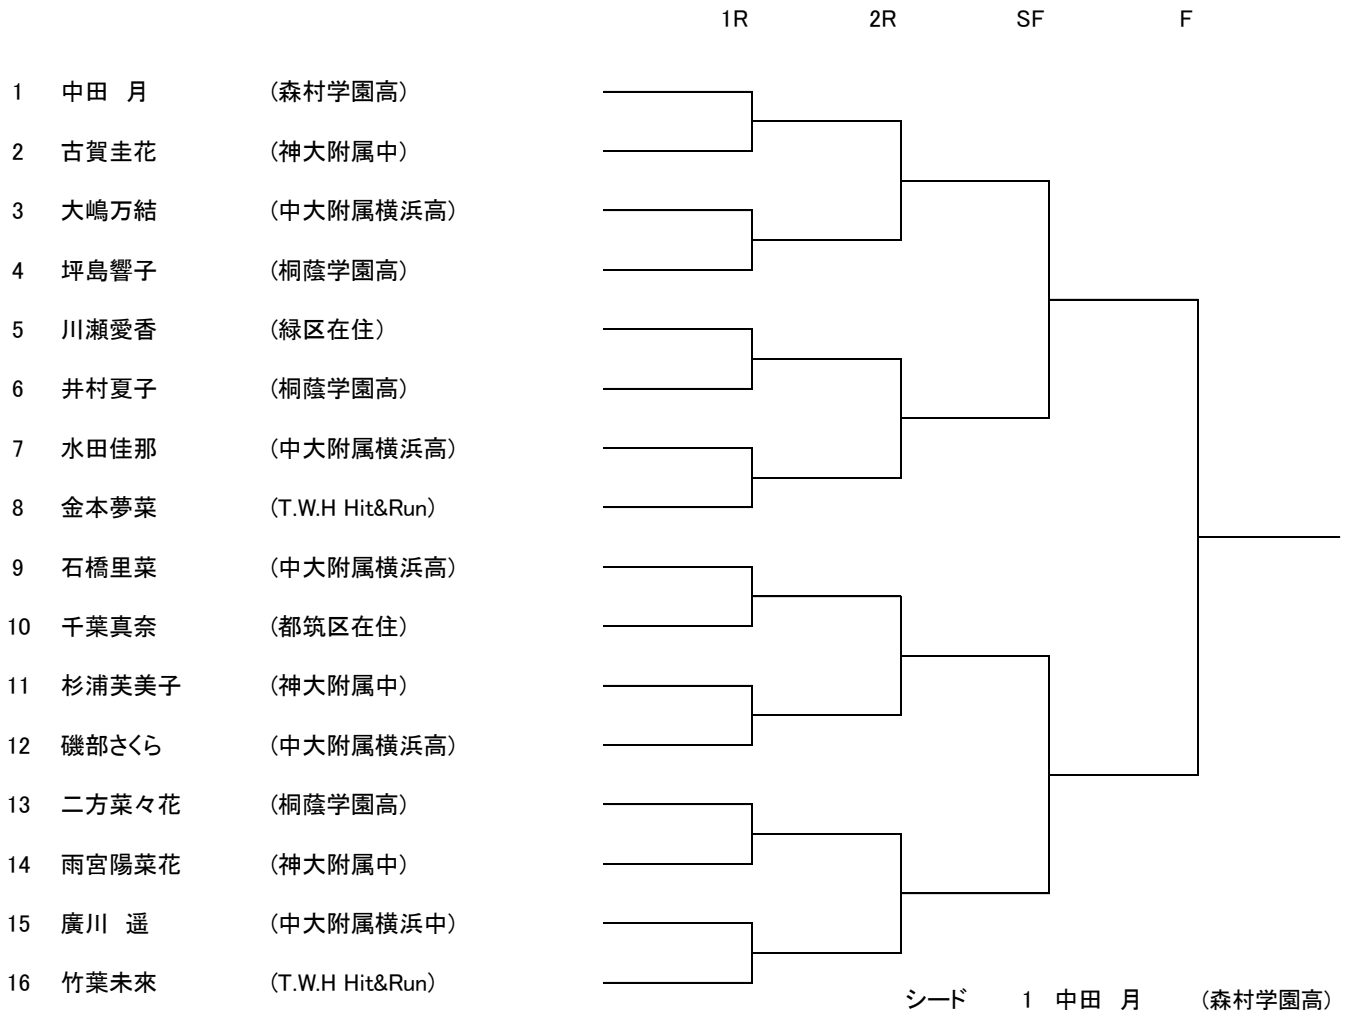 1R 2R SF F
1 中田　月 (森村学園高)
2 古賀圭花 (神大附属中)
3 大嶋万結 (中大附属横浜高)
4 坪島響子 (桐蔭学園高)
5 川瀬愛香 (緑区在住)
6 井村夏子 (桐蔭学園高)
7 水田佳那 (中大附属横浜高)
8 金本夢菜 (T.W.H Hit&Run)
9 石橋里菜 (中大附属横浜高)
10 千葉真奈 (都筑区在住)
11 杉浦芙美子 (神大附属中)
12 磯部さくら (中大附属横浜高)
13 二方菜々花 (桐蔭学園高)
14 雨宮陽菜花 (神大附属中)
15 廣川　遥 (中大附属横浜中)
16 竹葉未來 (T.W.H Hit&Run)
シード 1 中田　月 (森村学園高)